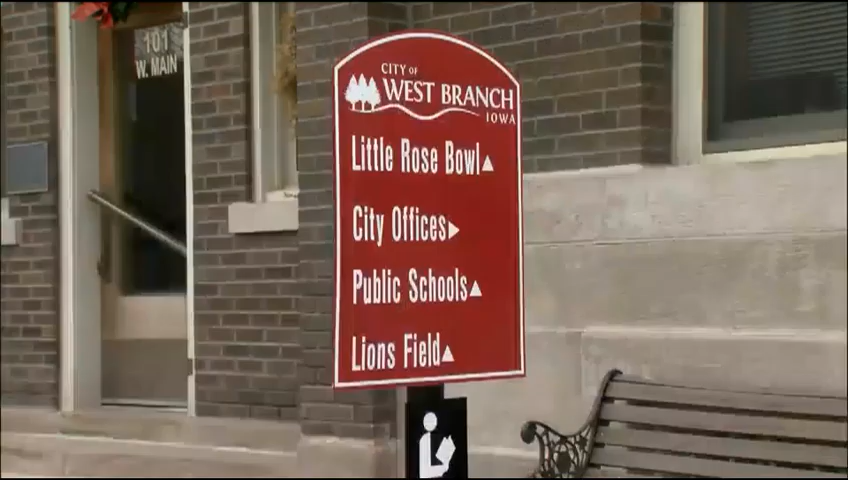 101
W. MAIN
CITY OF
WEST BRANCH
IOWA
Little Rose Bowl▲
City Offices▶
Public Schools▲
Lions Field▲